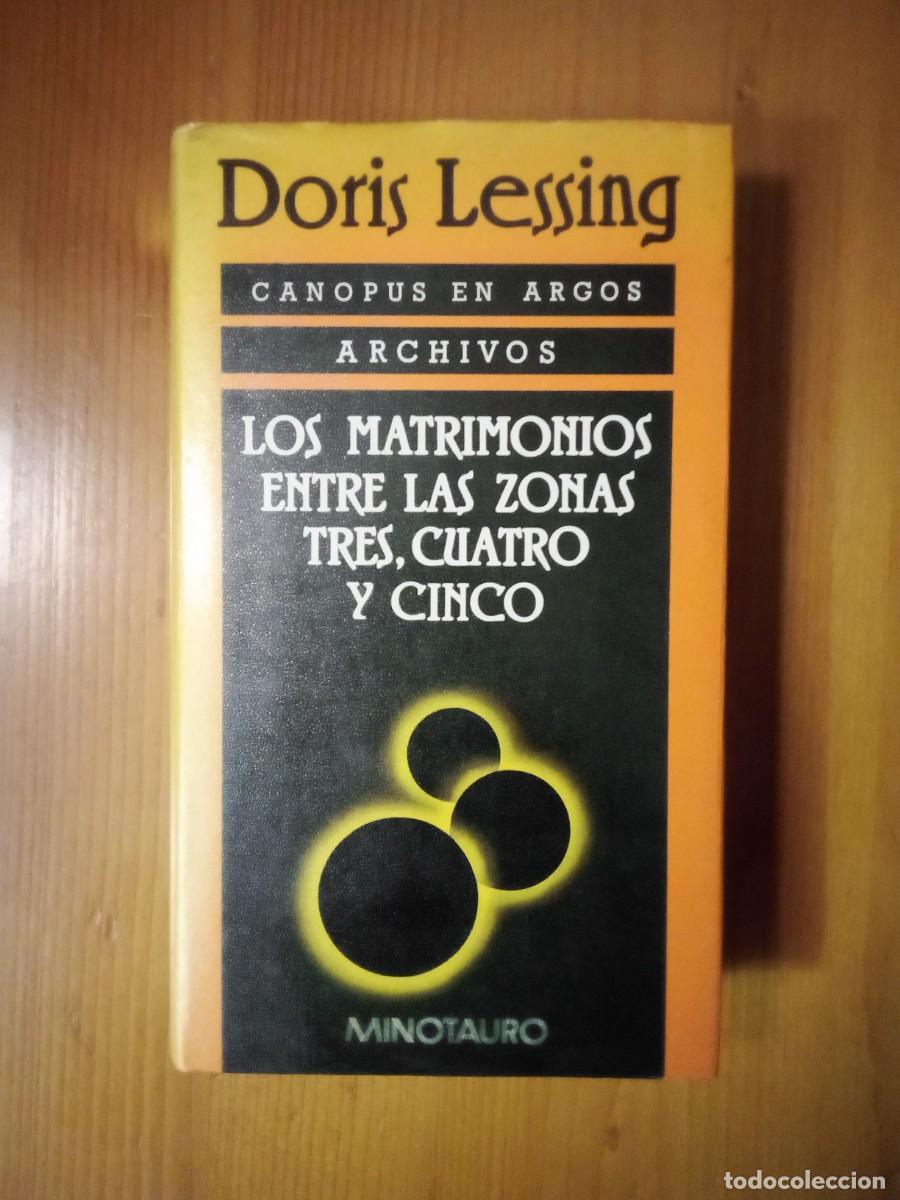 Doris Lessing
CANOPUS EN ARGOS
ARCHIVOS
LOS MATRIMONIOS
ENTRE LAS ZONAS
TRES, CUATRO
Y CINCO
MINOTAURO
todocoleccion